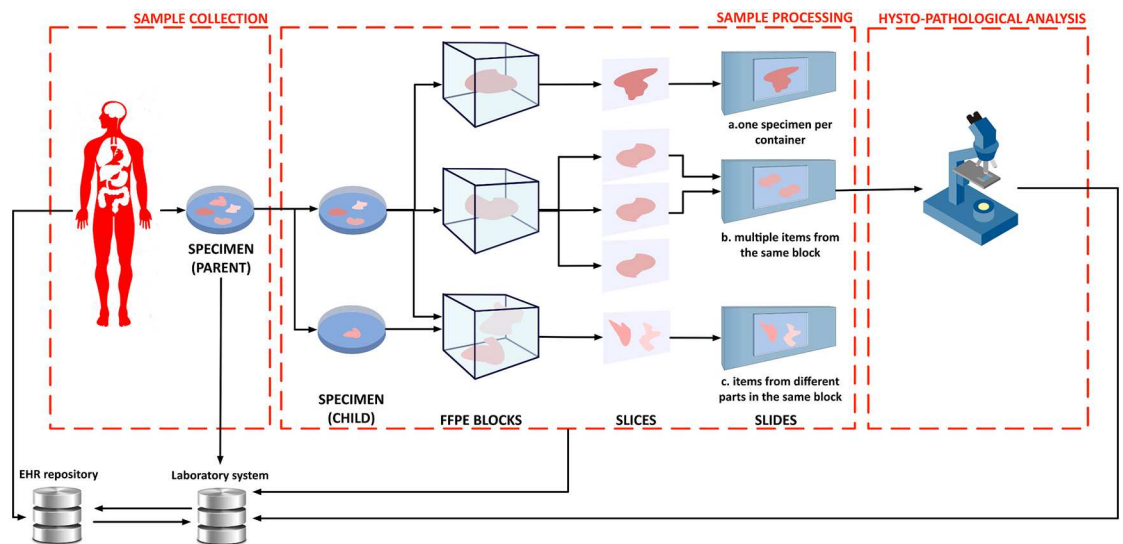 SAMPLE COLLECTION
SAMPLE PROCESSING
HYSTO-PATHOLOGICAL ANALYSIS
a.one specimen per
container
SPECIMEN
(PARENT)
b. multiple items from
the same block
c. items from different
parts in the same block
SPECIMEN
(CHILD)
FFPE BLOCKS
SLICES
SLIDES
EHR repository
Laboratory system